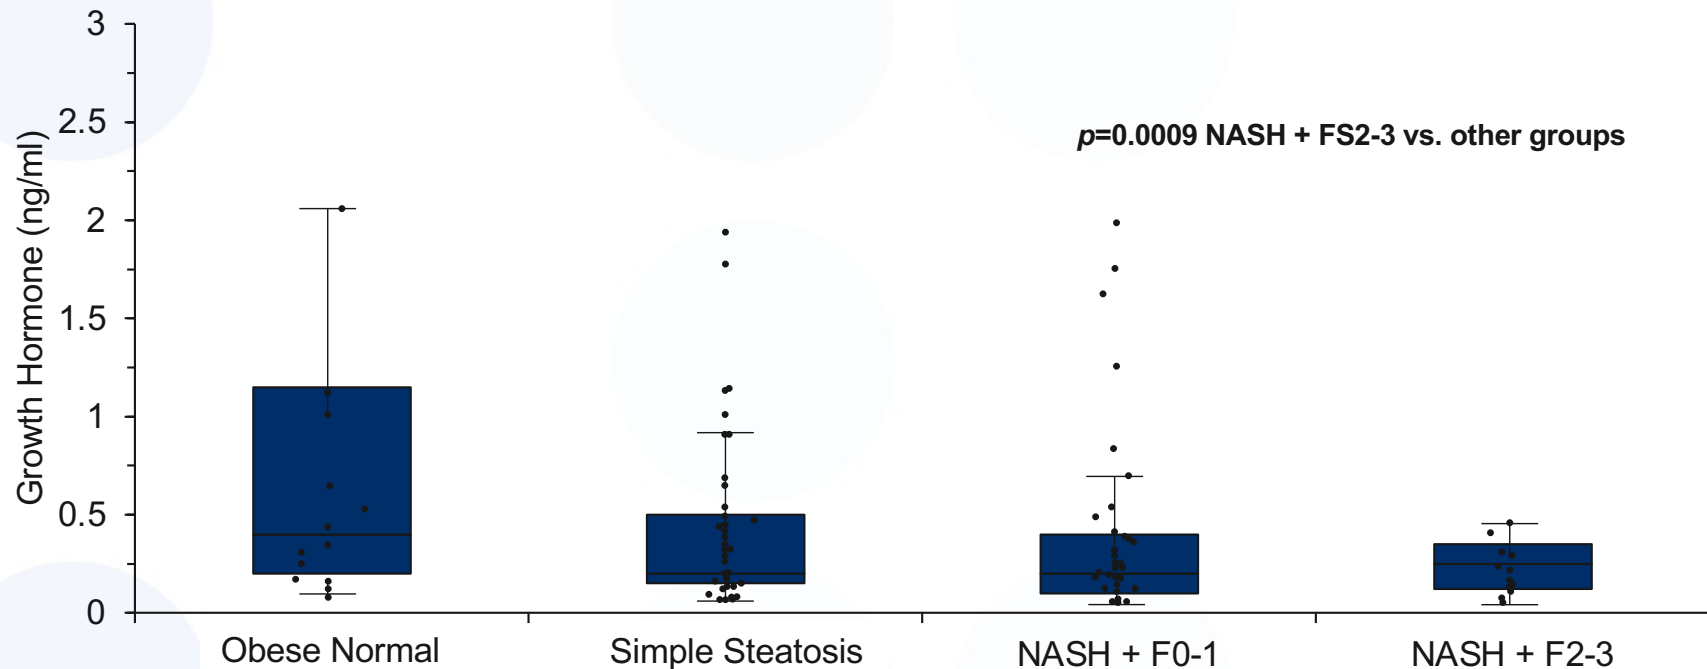 Growth Hormone (ng/ml)
3
2.5
2
1.5
1
0.5
0
p=0.0009 NASH + FS2-3 vs. other groups
Obese Normal
Simple Steatosis
NASH + F0-1
NASH + F2-3